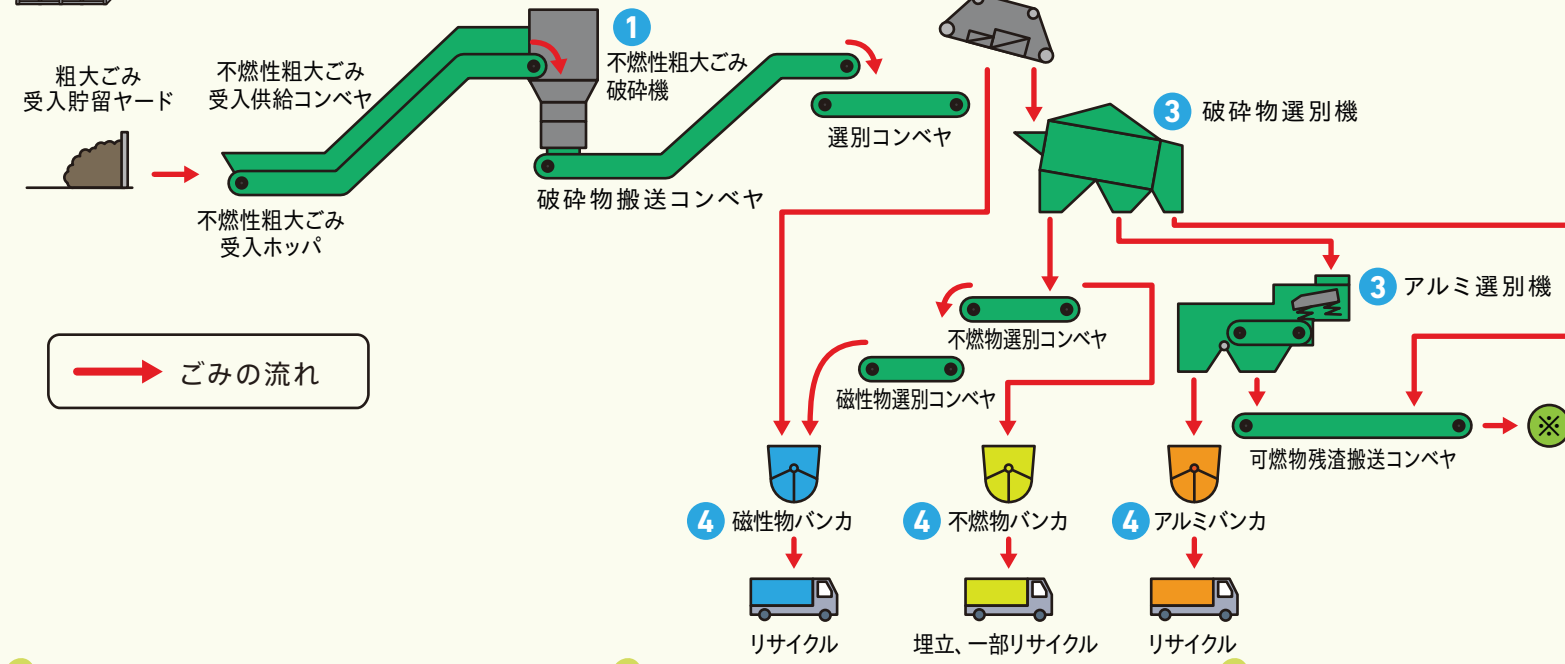 粗大ごみ
受入貯留ヤード
不燃性粗大ごみ
受入供給コンベヤ
不燃性粗大ごみ
受入ホッパ
1
不燃性粗大ごみ
破砕機
破砕物搬送コンベヤ
選別コンベヤ
3 破砕物選別機
3 アルミ選別機
不燃物選別コンベヤ
磁性物選別コンベヤ
可燃物残渣搬送コンベヤ
※
ごみの流れ
4 磁性物バンカ
4 不燃物バンカ
4 アルミバンカ
リサイクル
埋立、一部リサイクル
リサイクル